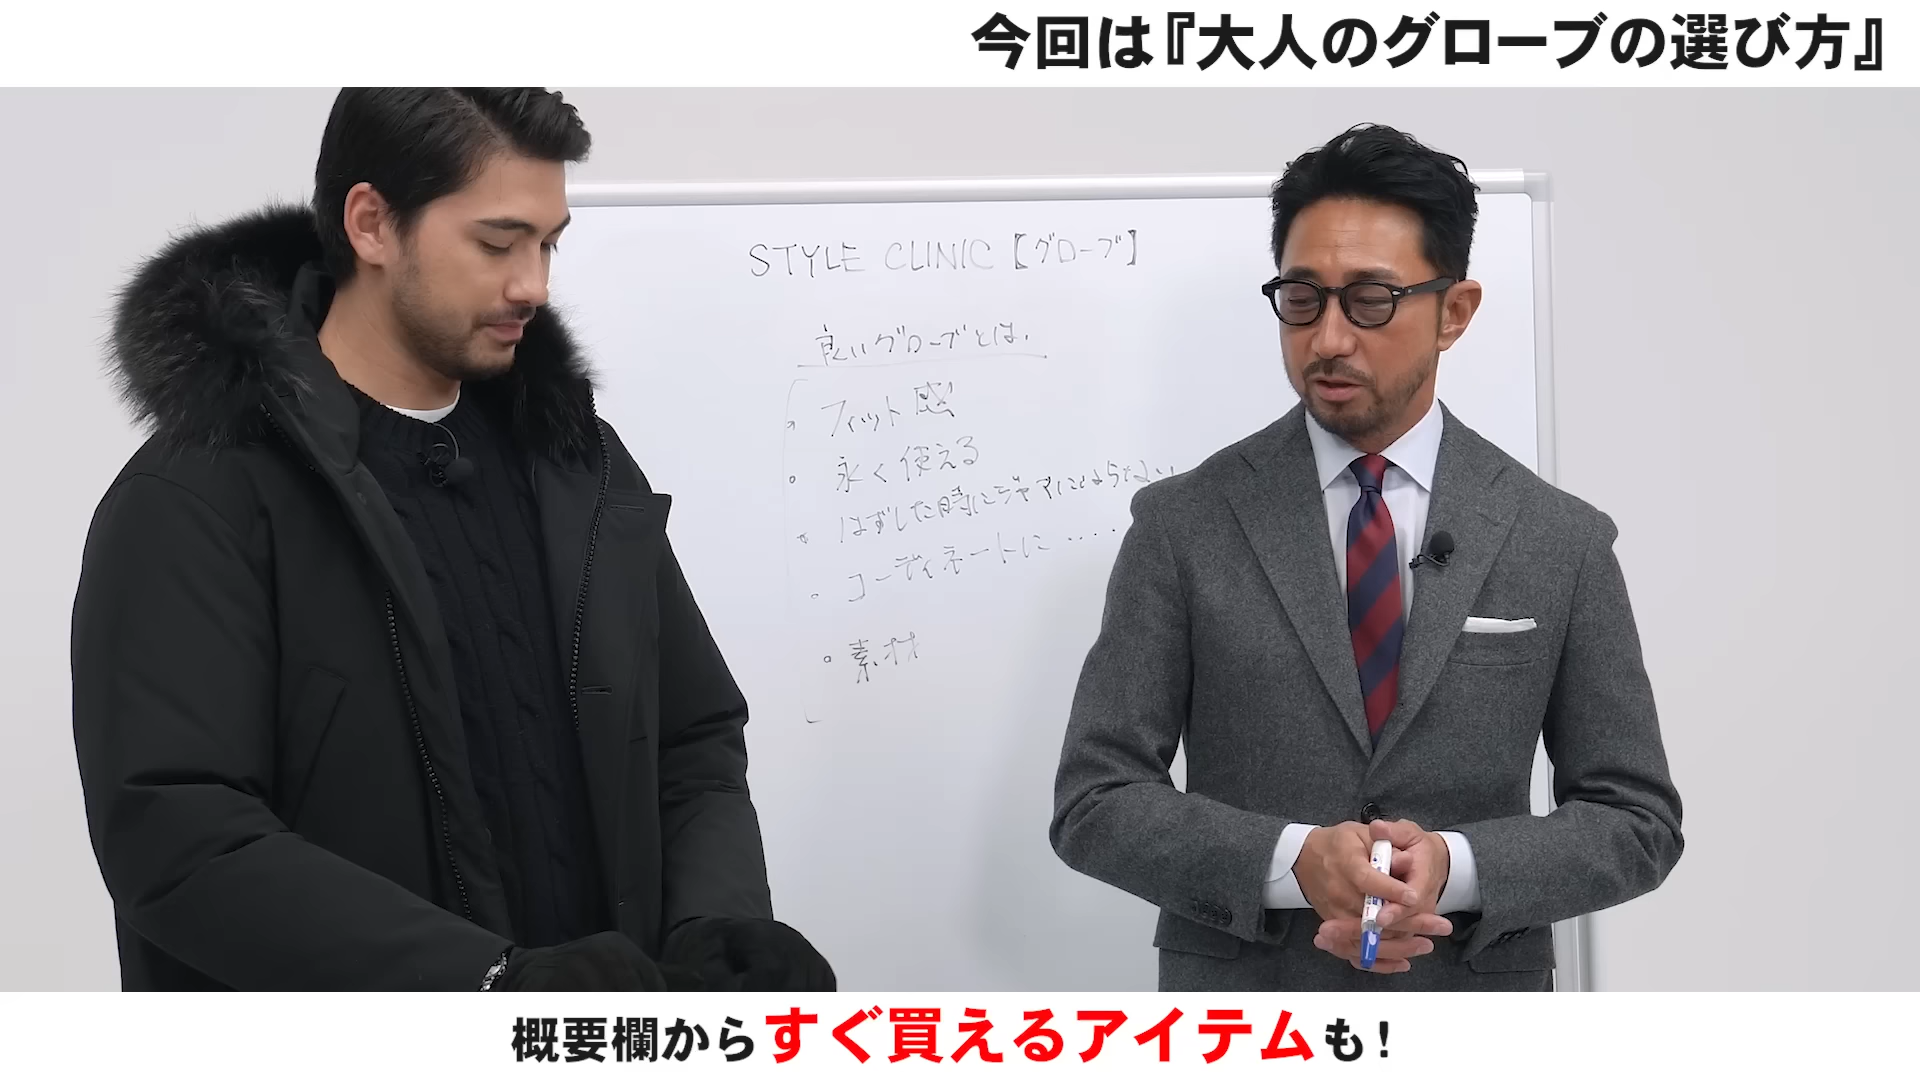 今回は『大人のグローブの選び方』
STYLE CLINIC【グローブ】
良いグローブとは、
・フィット感
・永く使える
・はずした時にジャマにならない
・コーディネートに・・・・
・素材
概要欄からすぐ買えるアイテムも!